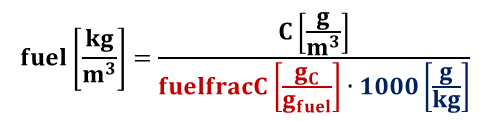 fuel [kg/m³] = C [g/m³] / fuelfracC [g_C/g_fuel] · 1000 [g/kg]